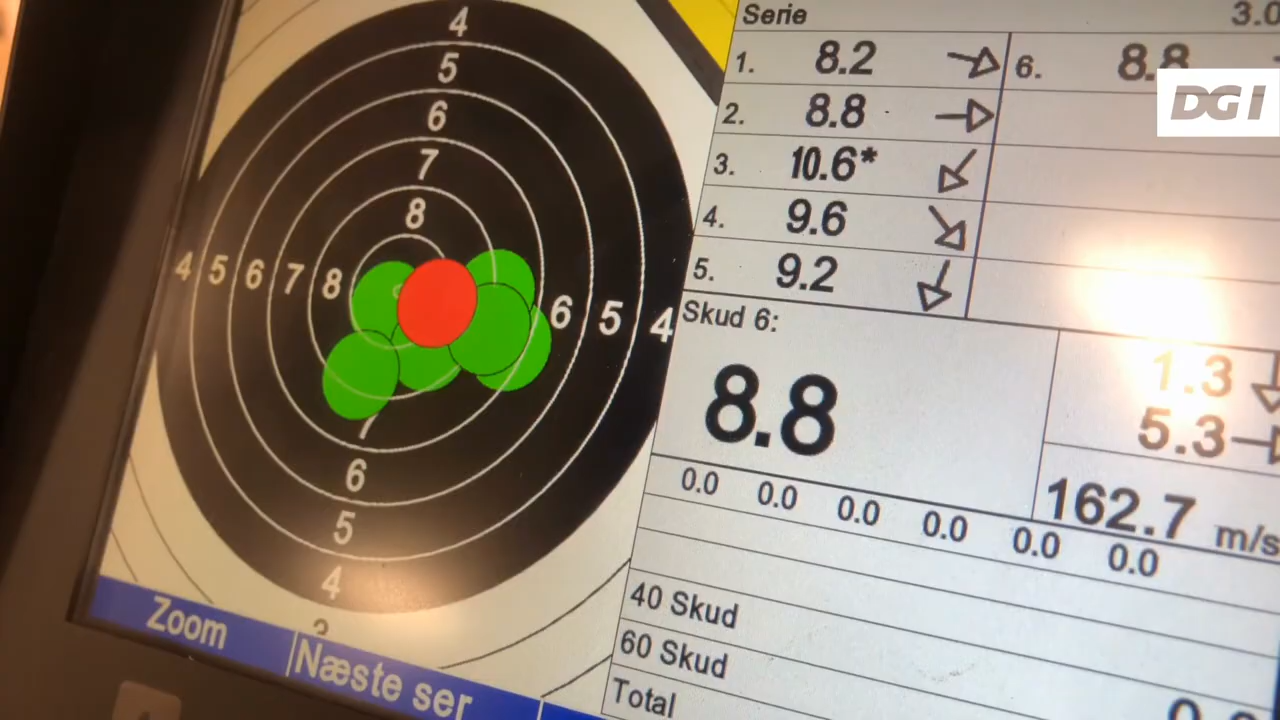 Serie 3.0
1. 8.2 6. 8.8
2. 8.8
3. 10.6*
4. 9.6
5. 9.2
Skud 6:
8.8
1.3
5.3
162.7 m/s
0.0 0.0 0.0 0.0 0.0 0.0
40 Skud
60 Skud
Total
DGI
4
5
6
7
8
4 5 6 7 8 6 5 4
7
6
5
4
Zoom Næste ser